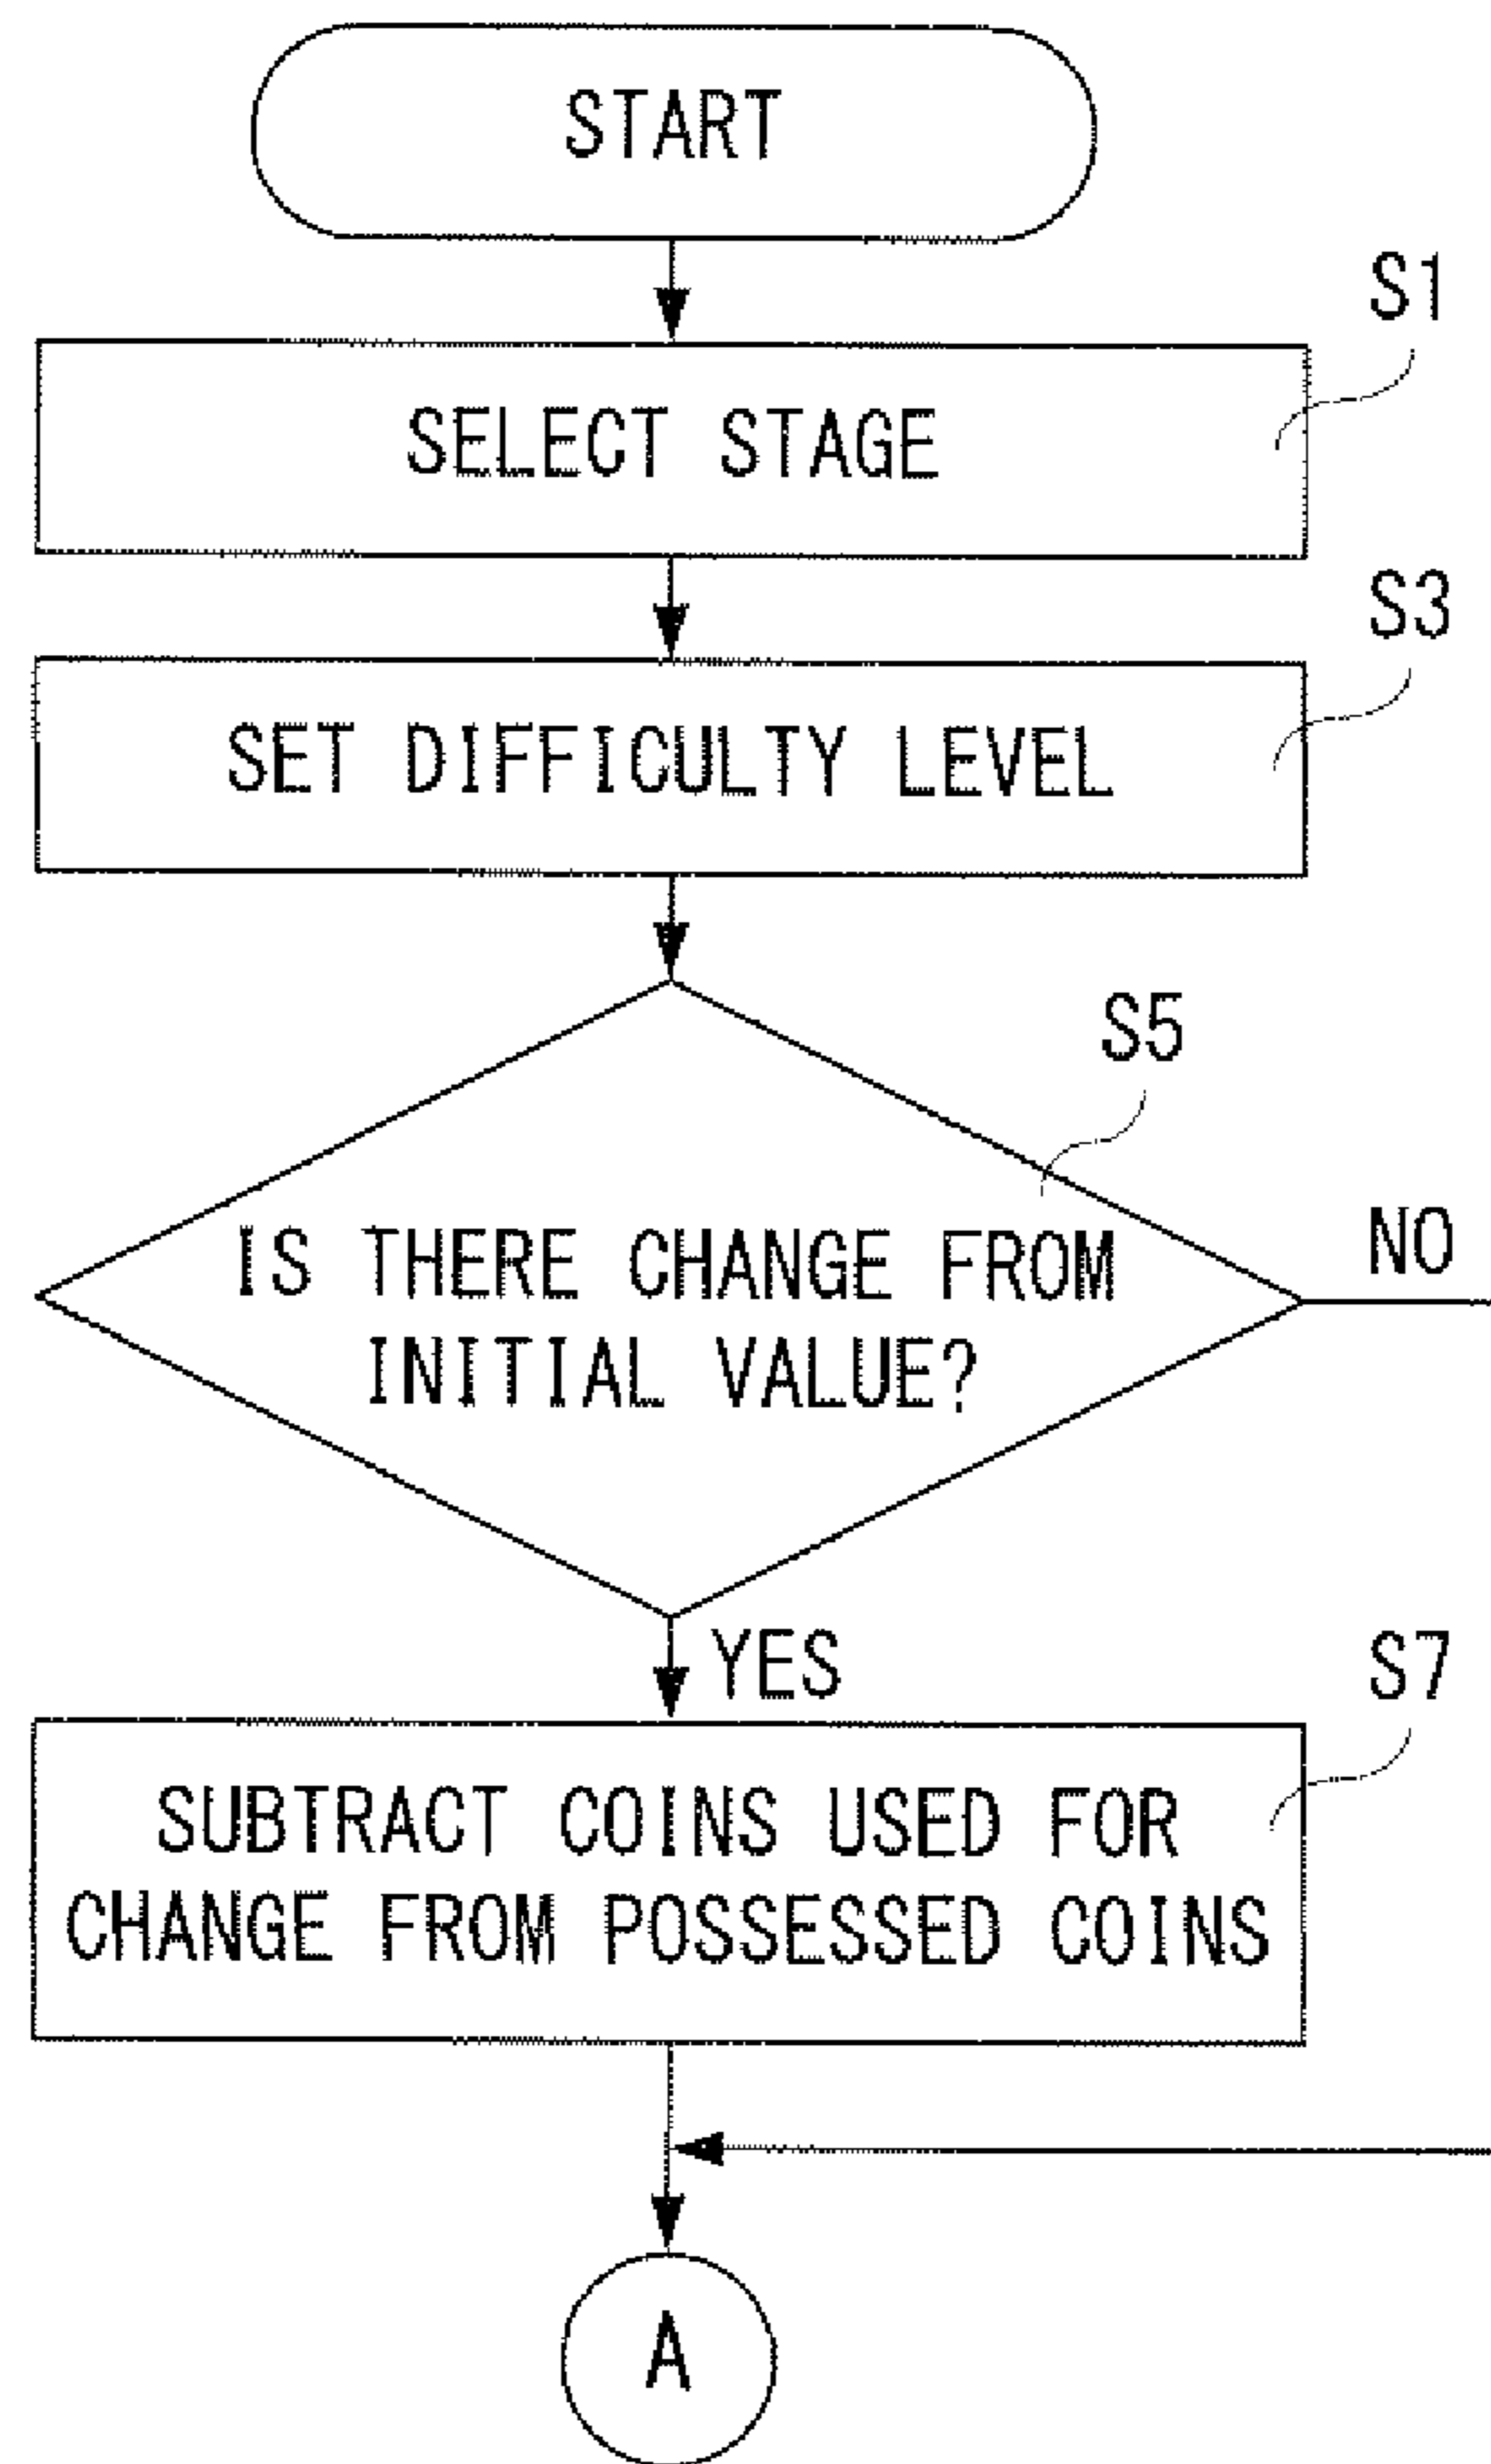 START
S1
SELECT STAGE
S3
SET DIFFICULTY LEVEL
S5
IS THERE CHANGE FROM
INITIAL VALUE?
NO
YES
S7
SUBTRACT COINS USED FOR
CHANGE FROM POSSESSED COINS
A